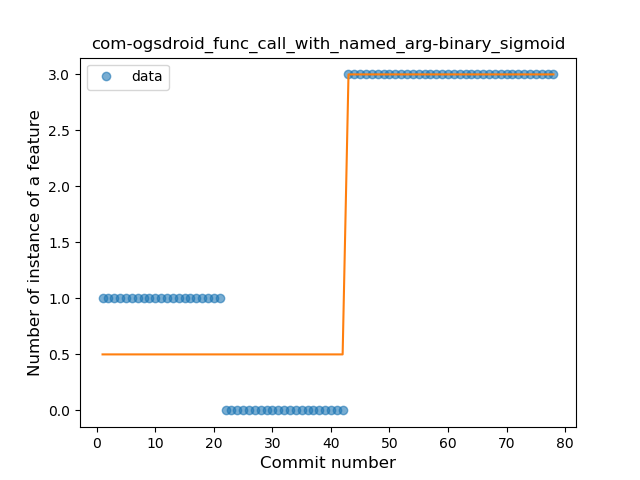 com-ogsdroid_func_call_with_named_arg-binary_sigmoid
data
Number of instance of a feature
3.0
2.5
2.0
1.5
1.0
0.5
0.0
0 10 20 30 40 50 60 70 80
Commit number